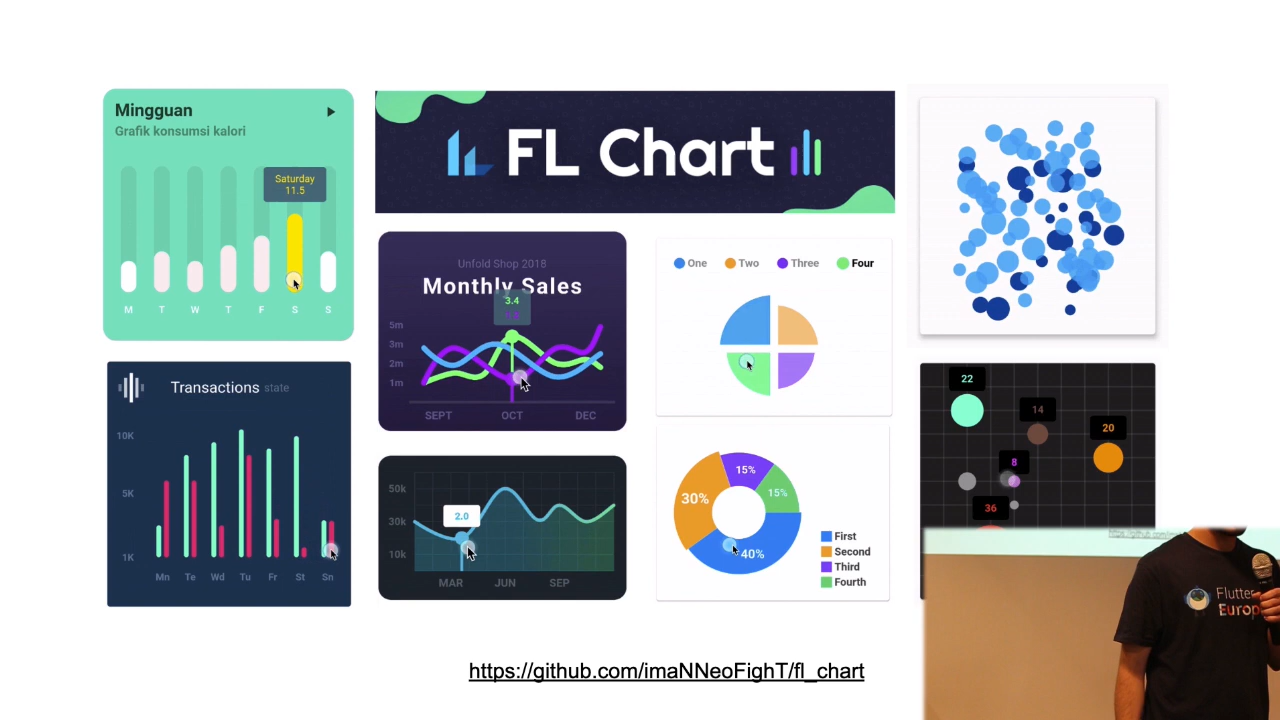 Mingguan
Grafik konsumsi kalori
Saturday
11.5
M T W T F S S
FL Chart
Unfold Shop 2018
Monthly Sales
3.4
5m
3m
2m
1m
SEPT OCT DEC
One Two Three Four
Transactions state
10K
5K
1K
Mn Te Wd Tu Fr St Sn
50k
30k
10k
2.0
MAR JUN SEP
30%
15%
15%
40%
First
Second
Third
Fourth
22
14
20
8
36
Flutte
Europ
https://github.com/imaNNeoFighT/fl_chart